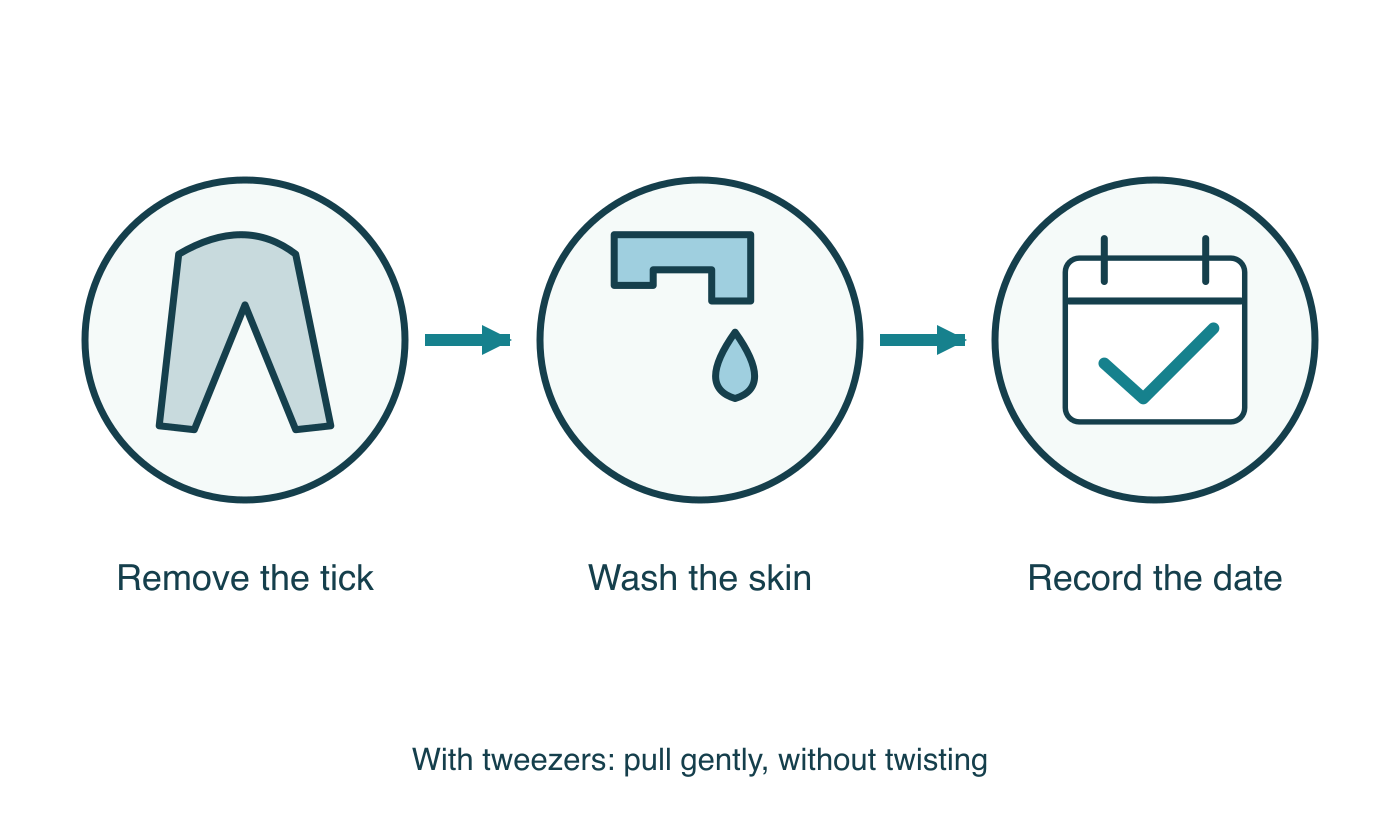 Remove the tick
Wash the skin
Record the date
With tweezers: pull gently, without twisting